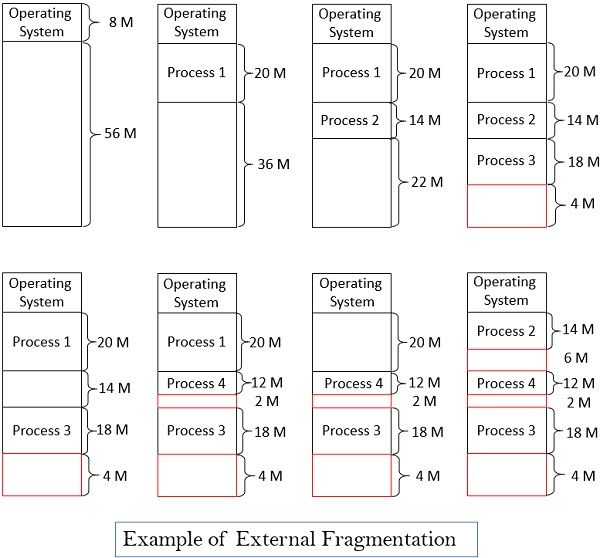 Operating
System
8 M
56 M
Operating
System
Process 1
20 M
36 M
Operating
System
Process 1
20 M
Process 2
14 M
22 M
Operating
System
Process 1
20 M
Process 2
14 M
Process 3
18 M
4 M
Operating
System
Process 1
20 M
14 M
Process 3
18 M
4 M
Operating
System
Process 1
20 M
Process 4
12 M
2 M
Process 3
18 M
4 M
Operating
System
20 M
Process 4
12 M
2 M
Process 3
18 M
4 M
Operating
System
Process 2
14 M
6 M
Process 4
12 M
2 M
Process 3
18 M
4 M
Example of External Fragmentation